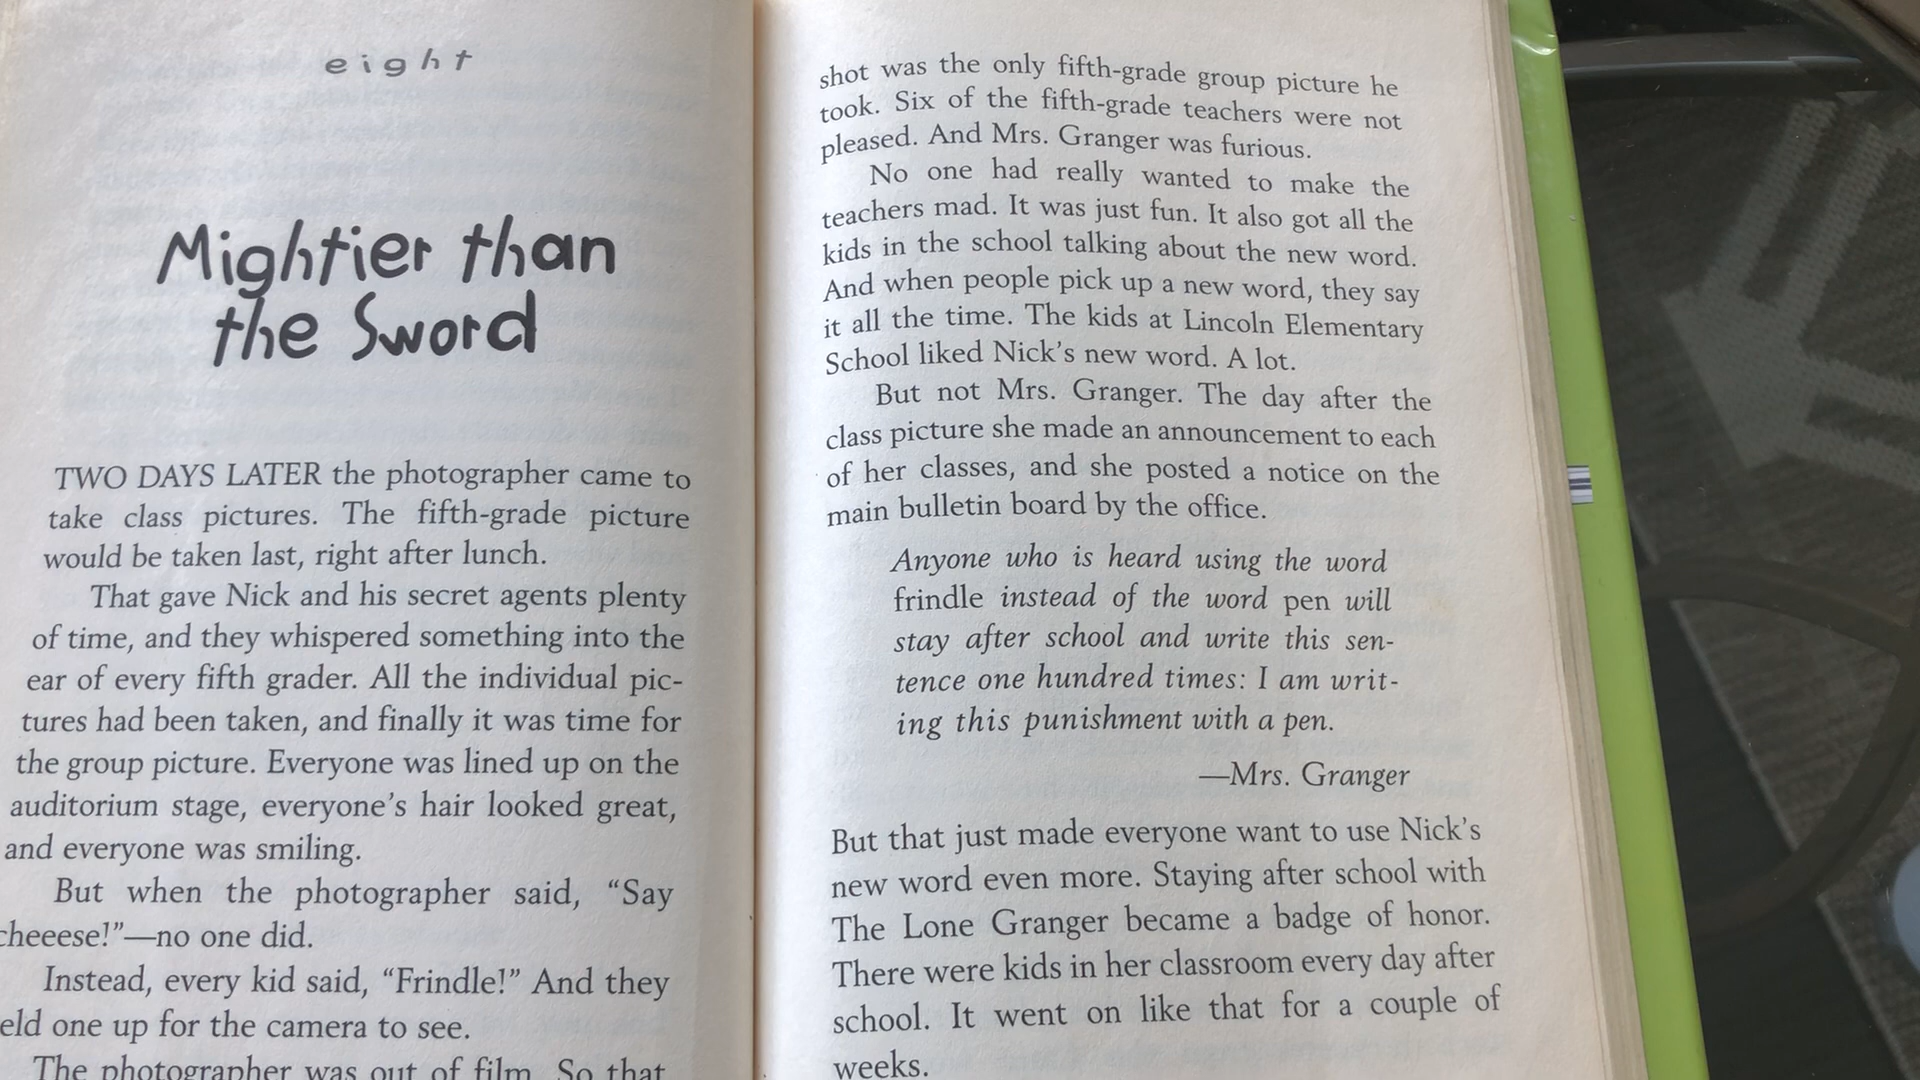 eight
Mightier than
the Sword
TWO DAYS LATER the photographer came to
take class pictures. The fifth-grade picture
would be taken last, right after lunch.
That gave Nick and his secret agents plenty
of time, and they whispered something into the
ear of every fifth grader. All the individual pic-
tures had been taken, and finally it was time for
the group picture. Everyone was lined up on the
auditorium stage, everyone's hair looked great,
and everyone was smiling.
But when the photographer said, “Say
cheeese!”—no one did.
Instead, every kid said, “Frindle!” And they
eld one up for the camera to see.
The photographer was out of film. So that
shot was the only fifth-grade group picture he
took. Six of the fifth-grade teachers were not
pleased. And Mrs. Granger was furious.
No one had really wanted to make the
teachers mad. It was just fun. It also got all the
kids in the school talking about the new word.
And when people pick up a new word, they say
it all the time. The kids at Lincoln Elementary
School liked Nick's new word. A lot.
But not Mrs. Granger. The day after the
class picture she made an announcement to each
of her classes, and she posted a notice on the
main bulletin board by the office.
Anyone who is heard using the word
frindle instead of the word pen will
stay after school and write this sen-
tence one hundred times: I am writ-
ing this punishment with a pen.
—Mrs. Granger
But that just made everyone want to use Nick's
new word even more. Staying after school with
The Lone Granger became a badge of honor.
There were kids in her classroom every day after
school. It went on like that for a couple of
weeks.